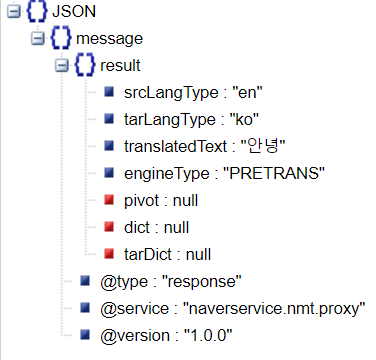 JSON
message
result
srcLangType : "en"
tarLangType : "ko"
translatedText : "안녕"
engineType : "PRETRANS"
pivot : null
dict : null
tarDict : null
@type : "response"
@service : "naverservice.nmt.proxy"
@version : "1.0.0"